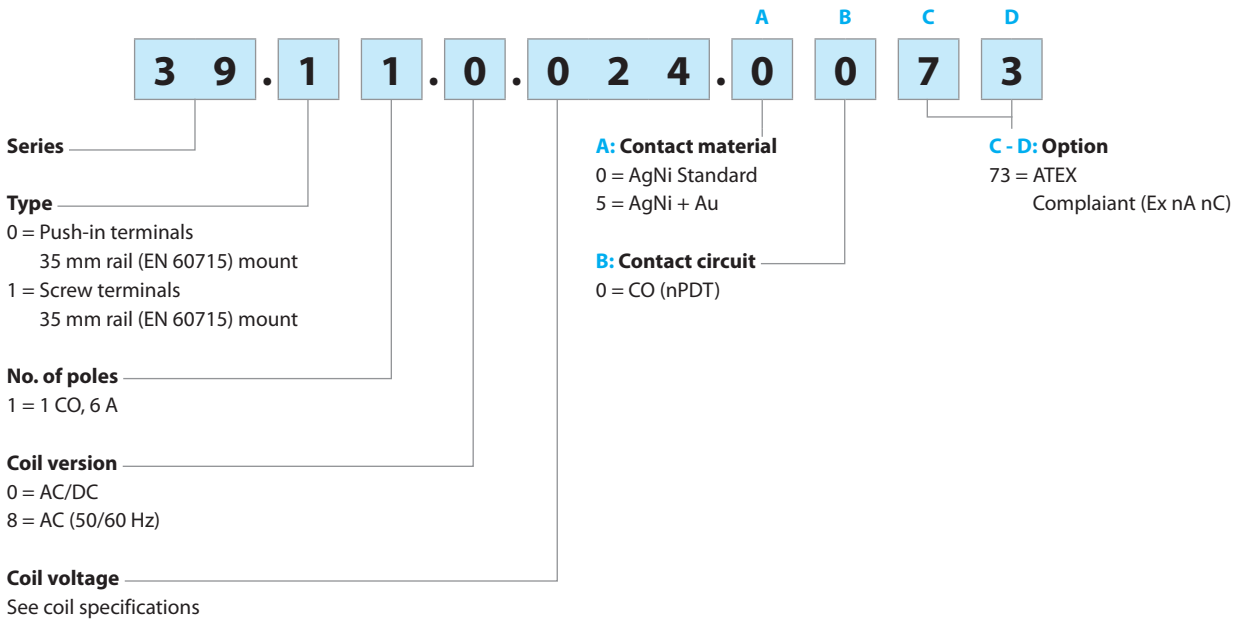 A B C D
3 9 . 1 1 . 0 . 0 2 4 . 0 0 7 3
Series
Type
0 = Push-in terminals
35 mm rail (EN 60715) mount
1 = Screw terminals
35 mm rail (EN 60715) mount
No. of poles
1 = 1 CO, 6 A
Coil version
0 = AC/DC
8 = AC (50/60 Hz)
Coil voltage
See coil specifications
A: Contact material
0 = AgNi Standard
5 = AgNi + Au
B: Contact circuit
0 = CO (nPDT)
C - D: Option
73 = ATEX
Complaiant (Ex nA nC)